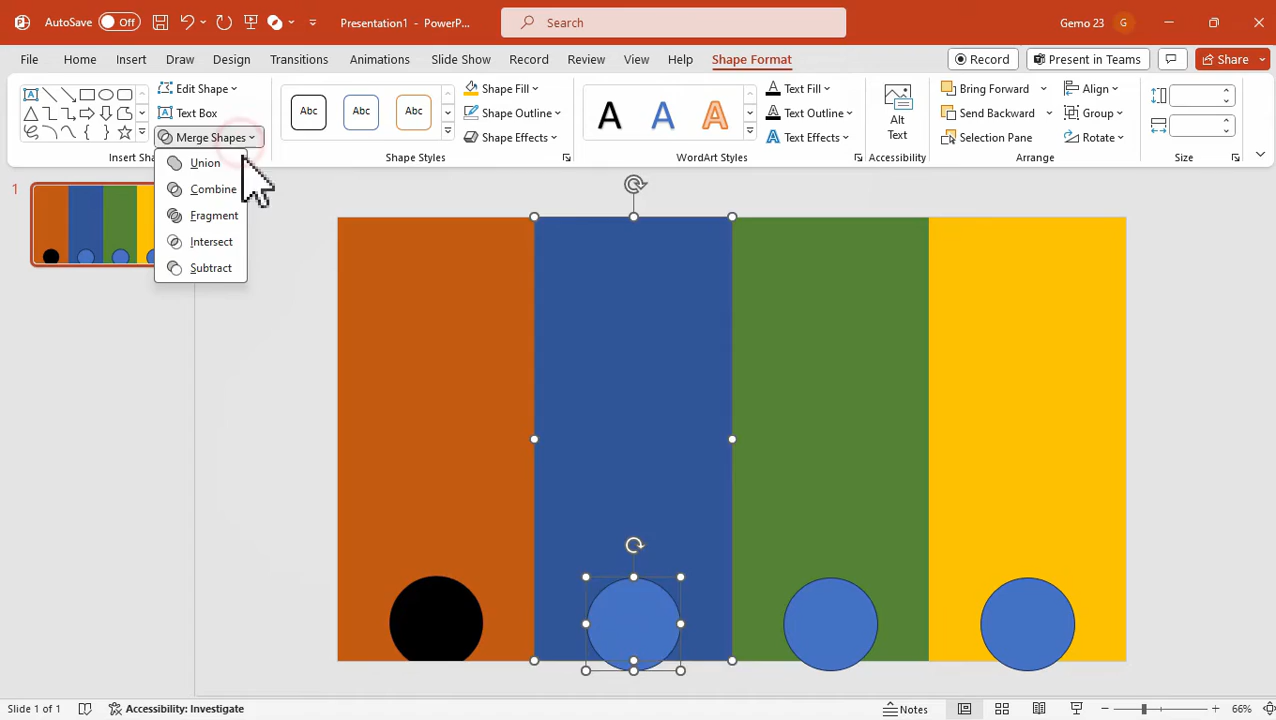 AutoSave Off Presentation1 - PowerP... Search Gemo 23 G
File Home Insert Draw Design Transitions Animations Slide Show Record Review View Help Shape Format Record Present in Teams Share
Edit Shape
Text Box
Merge Shapes
Insert Sha
Union
Combine
Fragment
Intersect
Subtract
Abc Abc Abc
Shape Fill
Shape Outline
Shape Effects
Shape Styles
A A A
Text Fill
Text Outline
Text Effects
WordArt Styles
Alt
Text
Accessibility
Bring Forward
Send Backward
Selection Pane
Align
Group
Rotate
Arrange
Size
1
Slide 1 of 1 Accessibility: Investigate Notes 66%